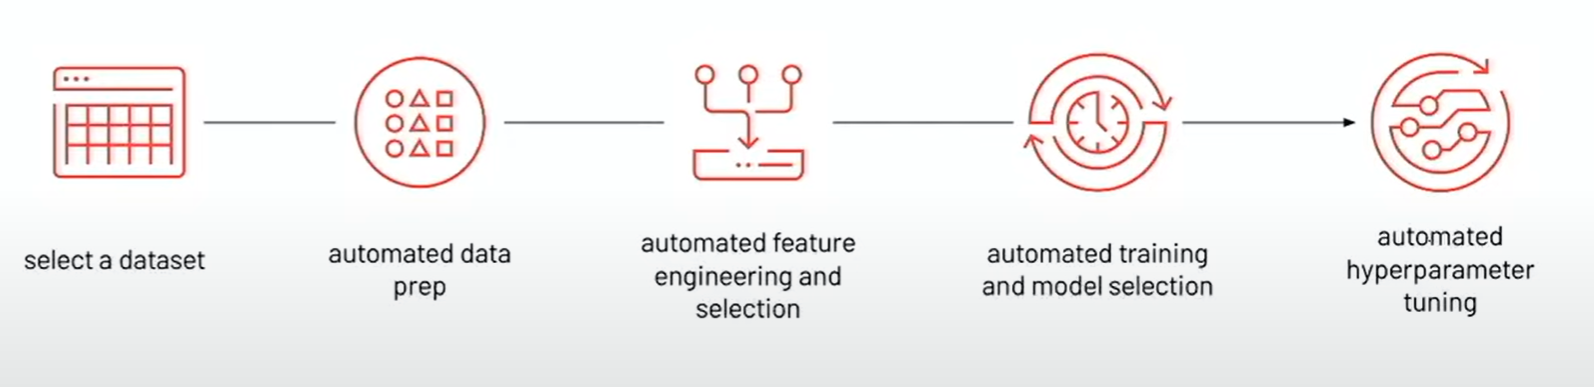 select a dataset
automated data
prep
automated feature
engineering and
selection
automated training
and model selection
automated
hyperparameter
tuning